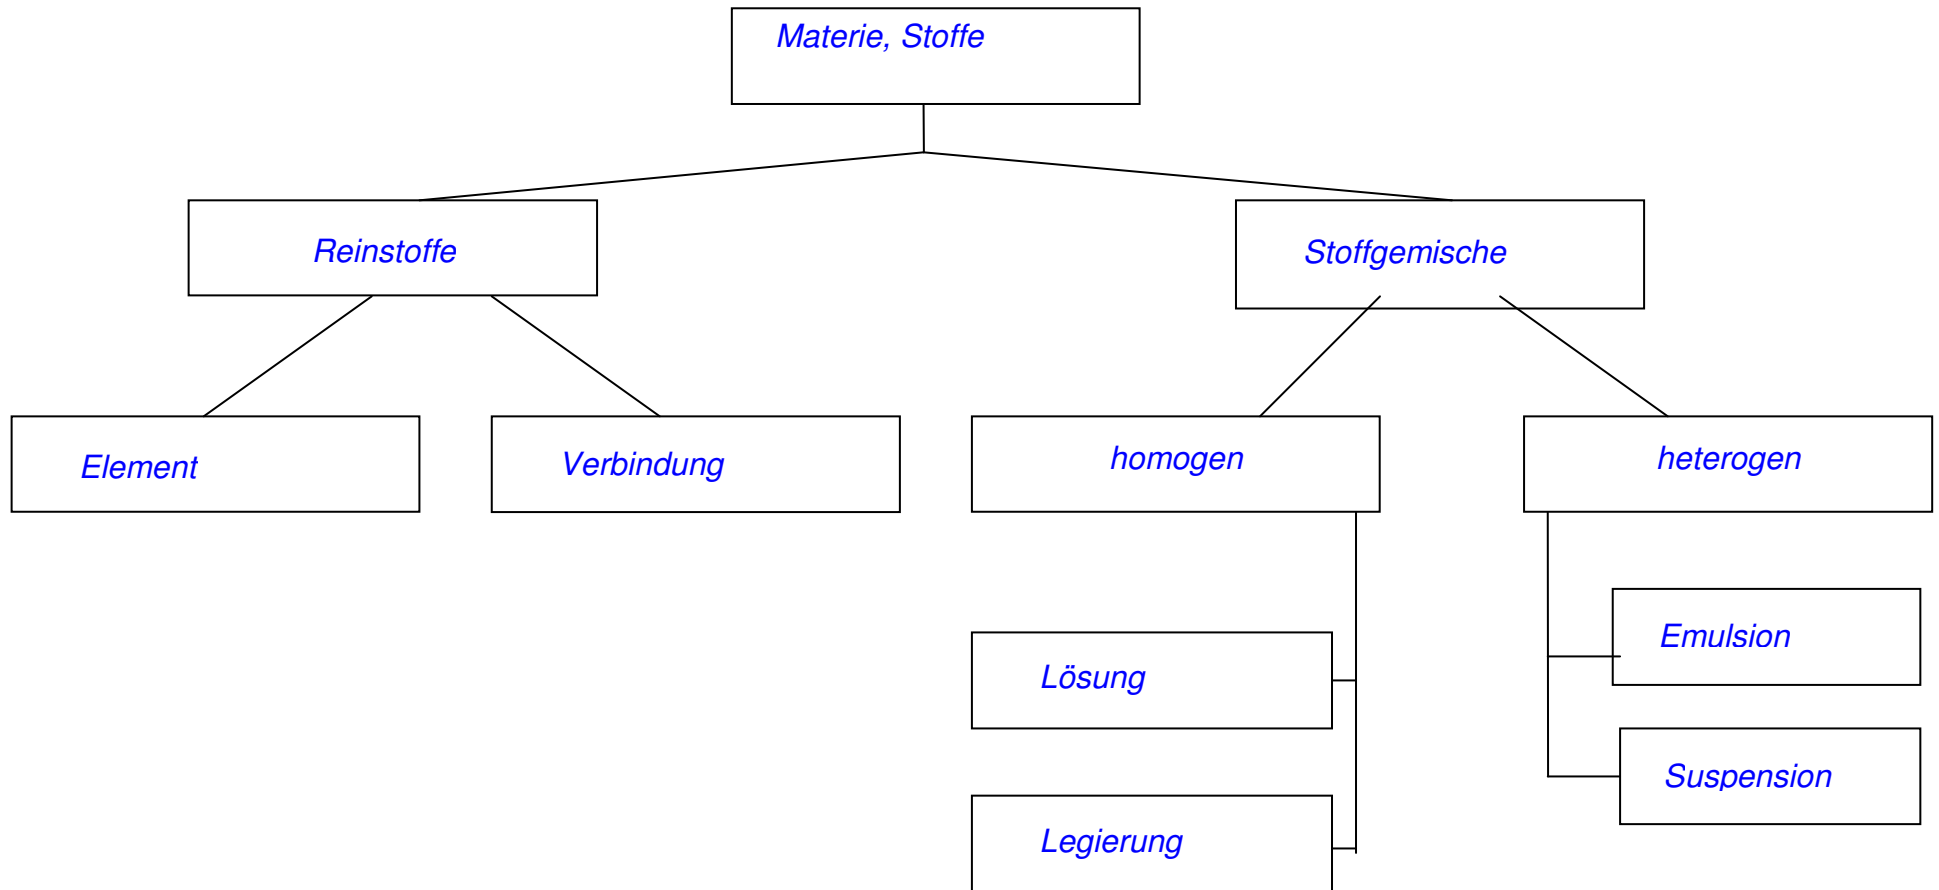 Materie, Stoffe
Reinstoffe
Stoffgemische
Element
Verbindung
homogen
heterogen
Emulsion
Lösung
Suspension
Legierung